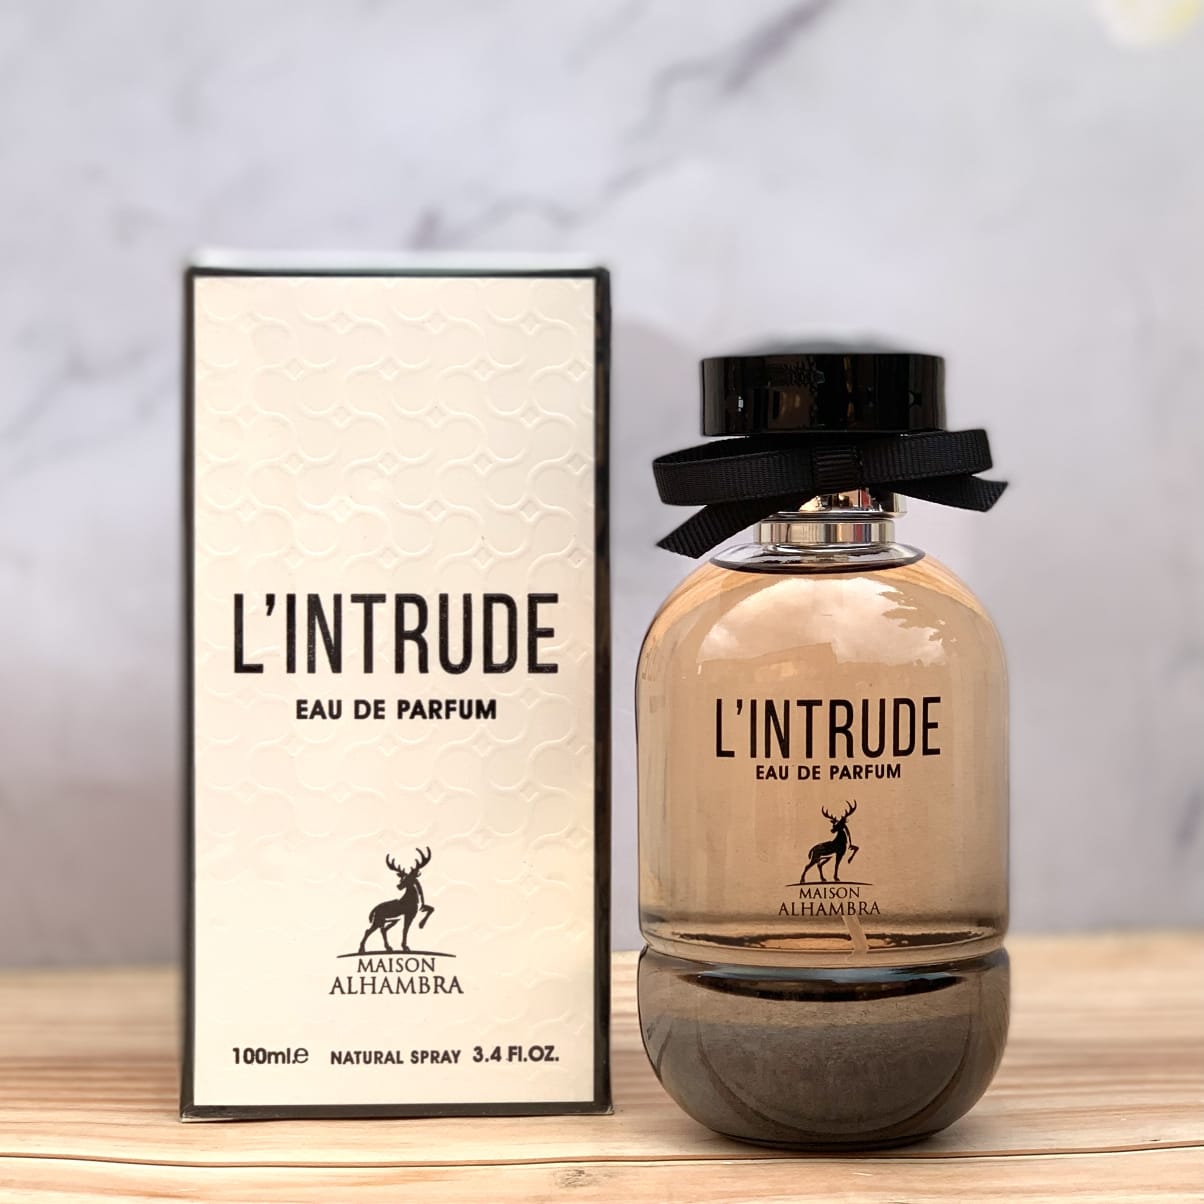 L'INTRUDE
EAU DE PARFUM
MAISON
ALHAMBRA
100ml.e NATURAL SPRAY 3.4 Fl.OZ.
L'INTRUDE
EAU DE PARFUM
MAISON
ALHAMBRA